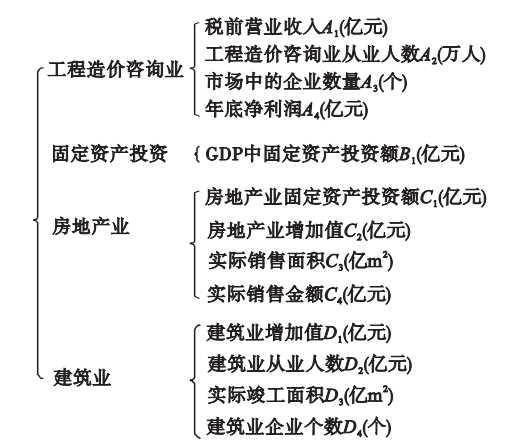 税前营业收入A₁(亿元)
工程造价咨询业从业人数A₂(万人)
工程造价咨询业
市场中的企业数量A₃(个)
年底净利润A₄(亿元)
固定资产投资 {GDP中固定资产投资额B₁(亿元)
房地产业固定资产投资额C₁(亿元)
房地产业
房地产业增加值C₂(亿元)
实际销售面积C₃(亿m²)
实际销售金额C₄(亿元)
建筑业增加值D₁(亿元)
建筑业从业人数D₂(亿元)
建筑业
实际竣工面积D₃(亿m²)
建筑业企业个数D₄(个)